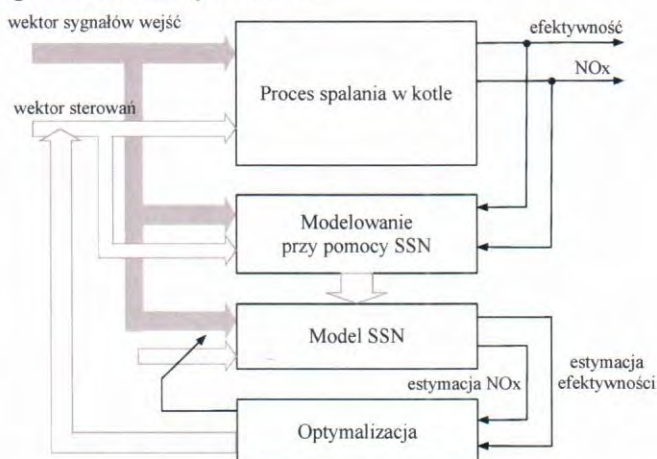 wektor sygnałów wejść
efektywność
NOx
Proces spalania w kotle
wektor sterowań
Modelowanie
przy pomocy SSN
Model SSN
estymacja NOx
estymacja
efektywności
Optymalizacja